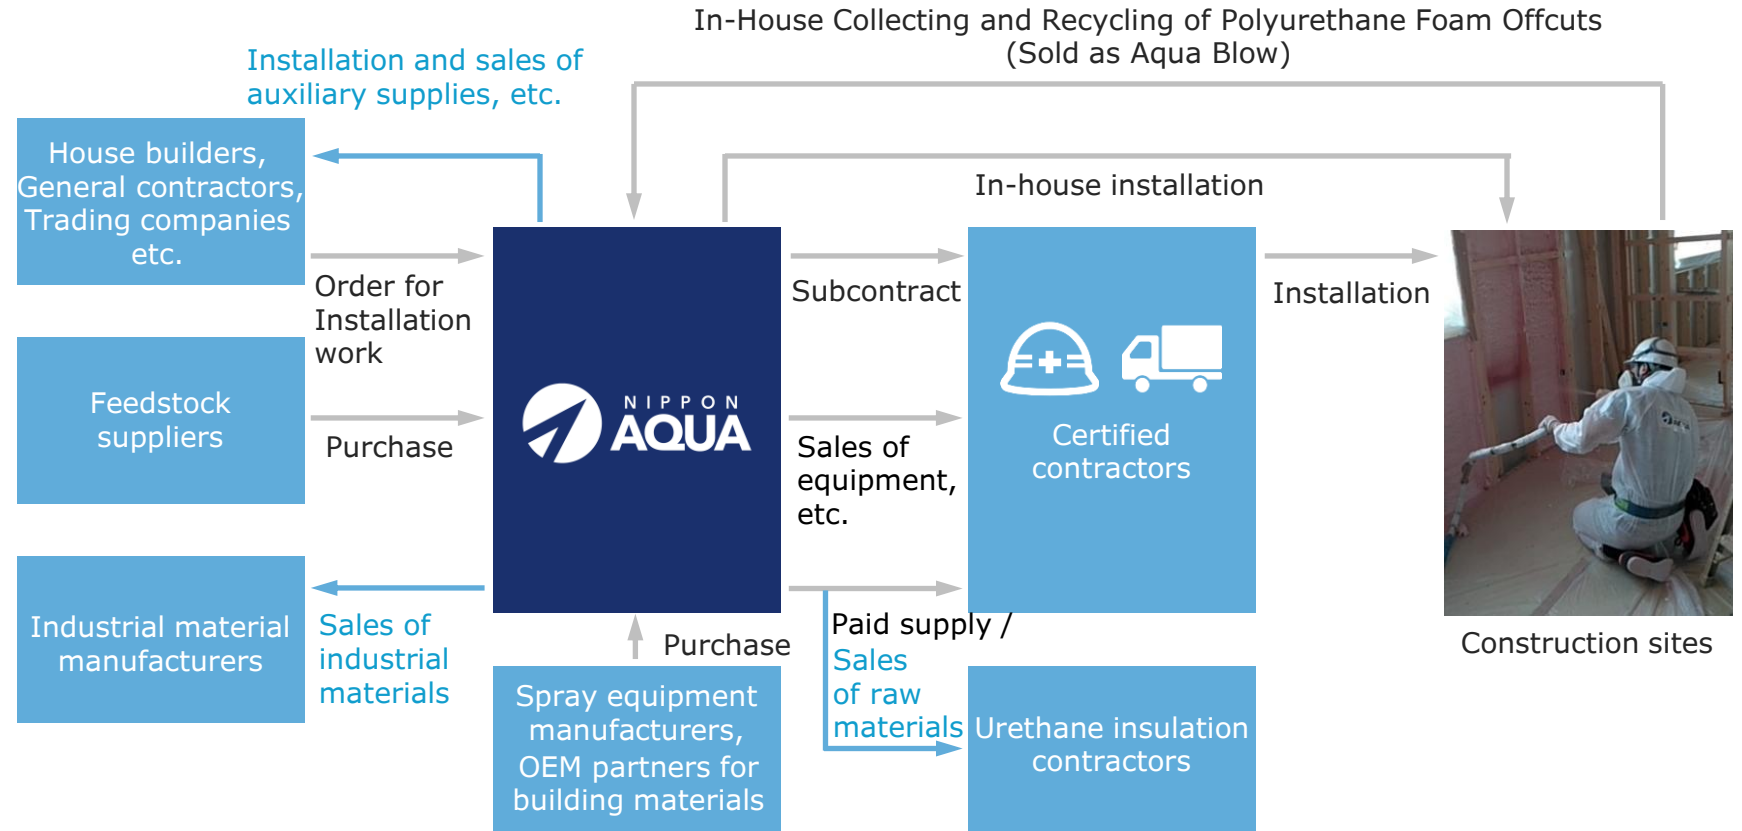 In-House Collecting and Recycling of Polyurethane Foam Offcuts
(Sold as Aqua Blow)
Installation and sales of
auxiliary supplies, etc.
House builders,
General contractors,
Trading companies
etc.
In-house installation
Order for
Installation
work
Subcontract
Installation
Feedstock
suppliers
Purchase
NIPPON
AQUA
Sales of
equipment,
etc.
Certified
contractors
Industrial material
manufacturers
Sales of
industrial
materials
Purchase
Paid supply /
Sales
of raw
materials
Construction sites
Spray equipment
manufacturers,
OEM partners for
building materials
Urethane insulation
contractors